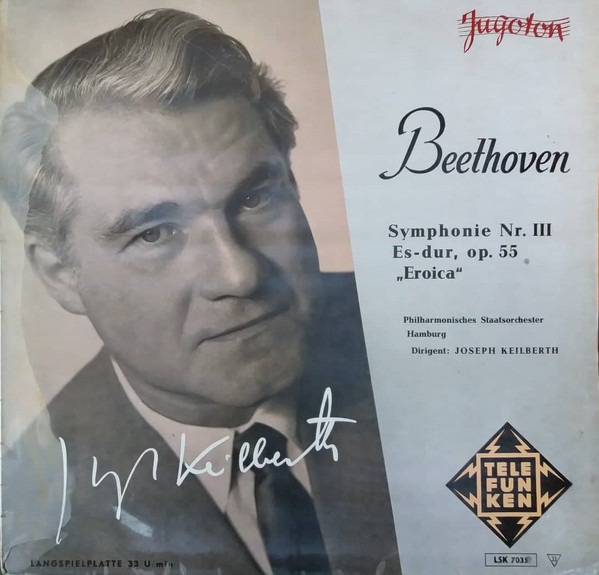 Jugoton
Beethoven
Symphonie Nr. III
Es-dur, op. 55
„Eroica“
Philharmonisches Staatsorchester
Hamburg
Dirigent: JOSEPH KEILBERTH
Jos. Keilberth
TELE
FUN
KEN
LANGSPIELPLATTE 33 U/min
LSK 7035